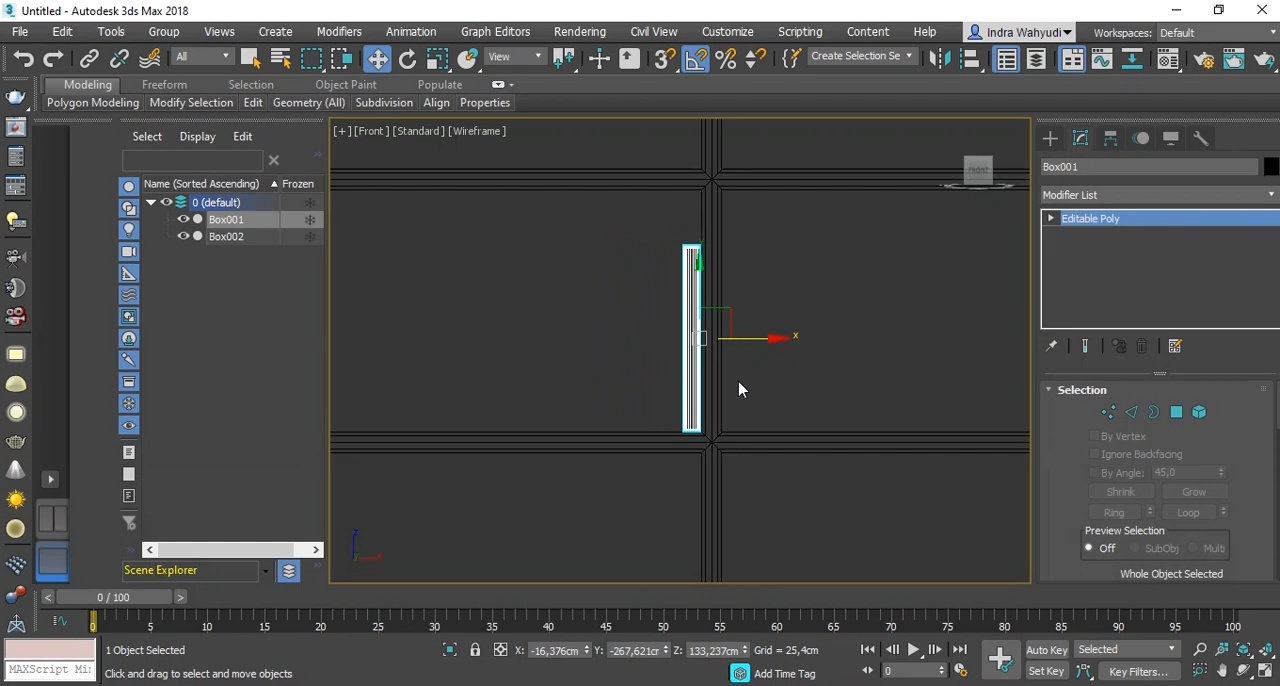 Untitled - Autodesk 3ds Max 2018
File Edit Tools Group Views Create Modifiers Animation Graph Editors Rendering Civil View Customize Scripting Content Help Indra Wahyudi Workspaces: Default
All View Create Selection Se
Modeling Freeform Selection Object Paint Populate
Polygon Modeling Modify Selection Edit Geometry (All) Subdivision Align Properties
Select Display Edit
[+] [Front ] [Standard ] [Wireframe ]
FRONT
Box001
Name (Sorted Ascending) Frozen
Modifier List
0 (default)
Box001
Box002
Editable Poly
x
Selection
By Vertex
Ignore Backfacing
By Angle: 45,0
Shrink Grow
Ring Loop
Preview Selection
Off SubObj Multi
Whole Object Selected
Scene Explorer
0 / 100
0 5 10 15 20 25 30 35 40 45 50 55 60 65 70 75 80 85 90 95 100
1 Object Selected X: -16,376cm Y: -267,621cm Z: 133,237cm Grid = 25,4cm Auto Key Selected
MAXScript Mi: Click and drag to select and move objects Add Time Tag 0 Set Key Key Filters...